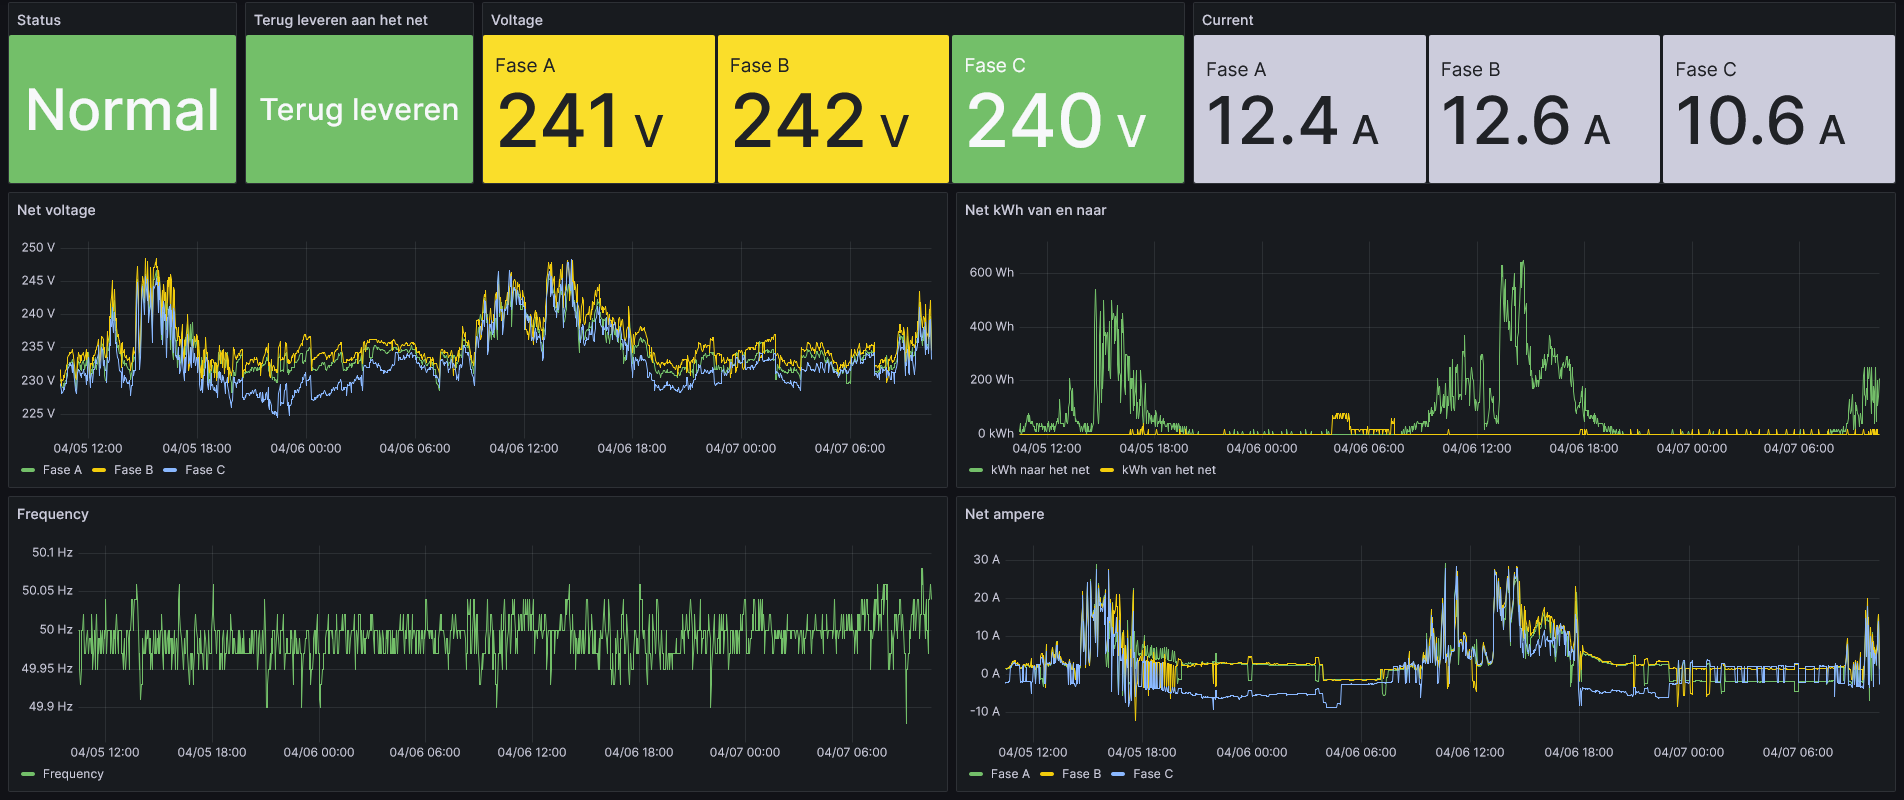 Status
Normal
Terug leveren aan het net
Terug leveren
Voltage
Fase A
241 V
Fase B
242 V
Fase C
240 V
Current
Fase A
12.4 A
Fase B
12.6 A
Fase C
10.6 A
Net voltage
250 V
245 V
240 V
235 V
230 V
225 V
04/05 12:00 04/05 18:00 04/06 00:00 04/06 06:00 04/06 12:00 04/06 18:00 04/07 00:00 04/07 06:00
Fase A Fase B Fase C
Net kWh van en naar
600 Wh
400 Wh
200 Wh
0 kWh
04/05 12:00 04/05 18:00 04/06 00:00 04/06 06:00 04/06 12:00 04/06 18:00 04/07 00:00 04/07 06:00
kWh naar het net kWh van het net
Frequency
50.1 Hz
50.05 Hz
50 Hz
49.95 Hz
49.9 Hz
04/05 12:00 04/05 18:00 04/06 00:00 04/06 06:00 04/06 12:00 04/06 18:00 04/07 00:00 04/07 06:00
Frequency
Net ampere
30 A
20 A
10 A
0 A
-10 A
04/05 12:00 04/05 18:00 04/06 00:00 04/06 06:00 04/06 12:00 04/06 18:00 04/07 00:00 04/07 06:00
Fase A Fase B Fase C